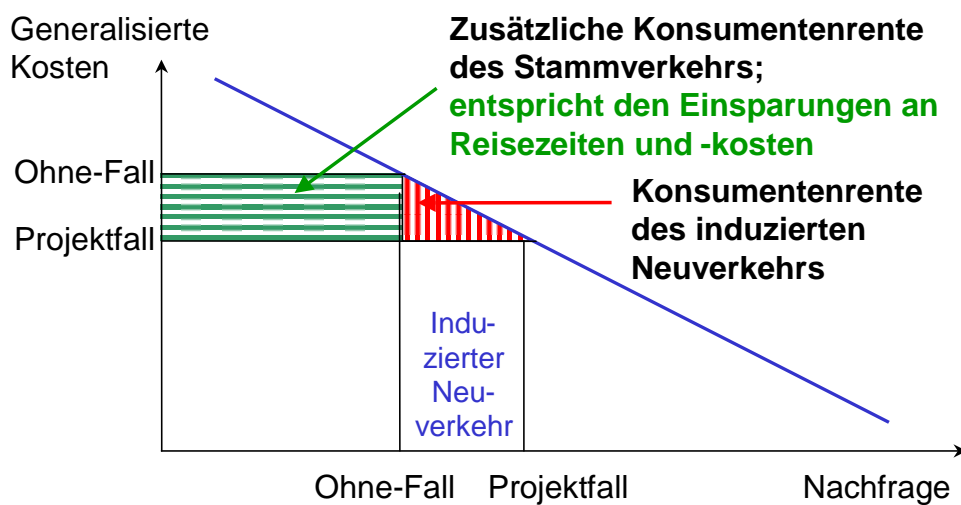 Generalisierte
Kosten
Zusätzliche Konsumentenrente
des Stammverkehrs;
entspricht den Einsparungen an
Reisezeiten und -kosten
Ohne-Fall
Projektfall
Konsumentenrente
des induzierten
Neuverkehrs
Indu-
zierter
Neu-
verkehr
Ohne-Fall
Projektfall
Nachfrage